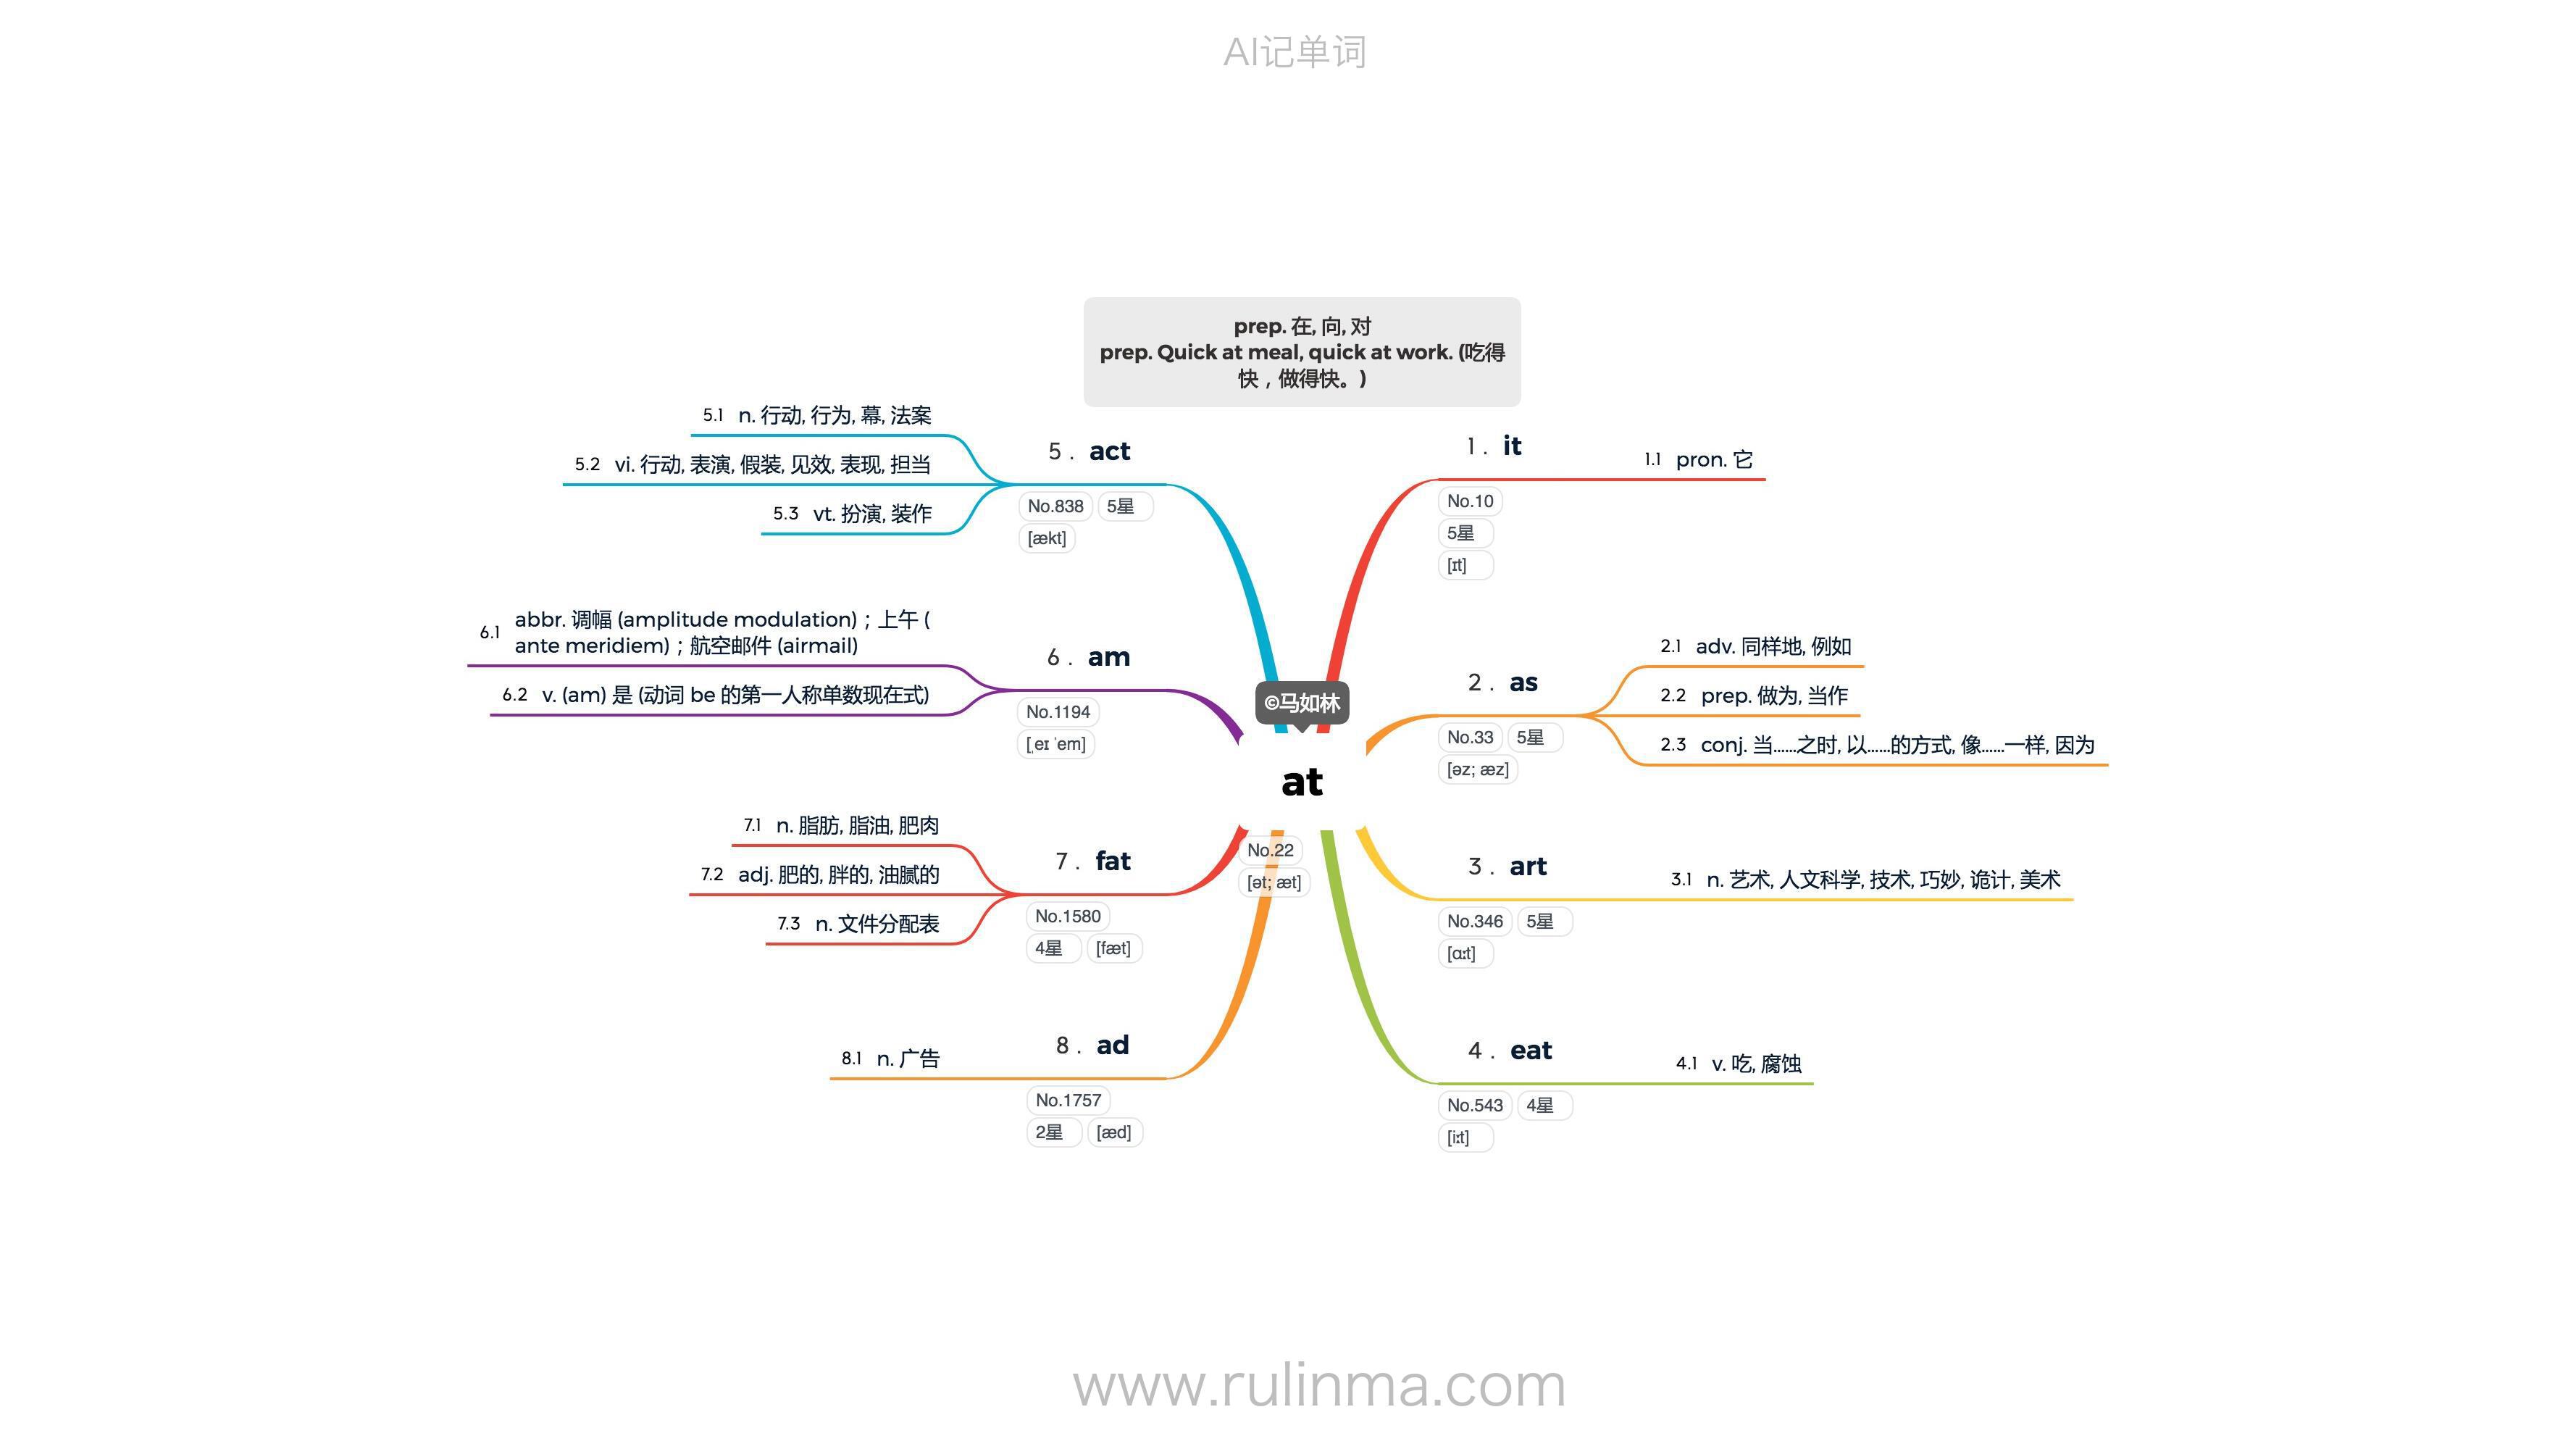 AI记单词
prep. 在, 向, 对
prep. Quick at meal, quick at work. (吃得
快，做得快。)
©马如林
at
No.22
[ət; æt]
1 . it
No.10
5星
[ɪt]
1.1 pron. 它
2 . as
No.33 5星
[əz; æz]
2.1 adv. 同样地, 例如
2.2 prep. 做为, 当作
2.3 conj. 当......之时, 以......的方式, 像......一样, 因为
3 . art
No.346 5星
[ɑːt]
3.1 n. 艺术, 人文科学, 技术, 巧妙, 诡计, 美术
4 . eat
No.543 4星
[iːt]
4.1 v. 吃, 腐蚀
5 . act
No.838 5星
[ækt]
5.1 n. 行动, 行为, 幕, 法案
5.2 vi. 行动, 表演, 假装, 见效, 表现, 担当
5.3 vt. 扮演, 装作
6 . am
No.1194
[ˌeɪ ˈem]
6.1 abbr. 调幅 (amplitude modulation)；上午 (
ante meridiem)；航空邮件 (airmail)
6.2 v. (am) 是 (动词 be 的第一人称单数现在式)
7 . fat
No.1580
4星 [fæt]
7.1 n. 脂肪, 脂油, 肥肉
7.2 adj. 肥的, 胖的, 油腻的
7.3 n. 文件分配表
8 . ad
No.1757
2星 [æd]
8.1 n. 广告
www.rulinma.com